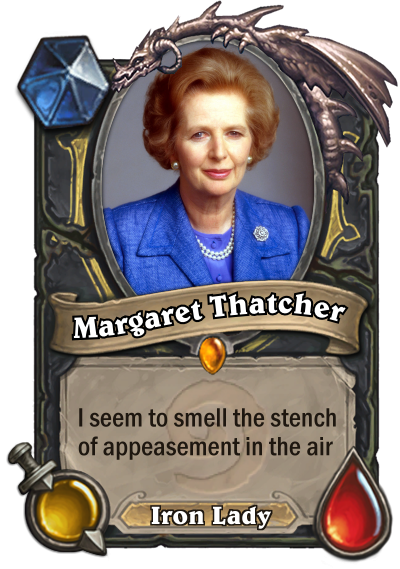 Margaret Thatcher
I seem to smell the stench
of appeasement in the air
Iron Lady